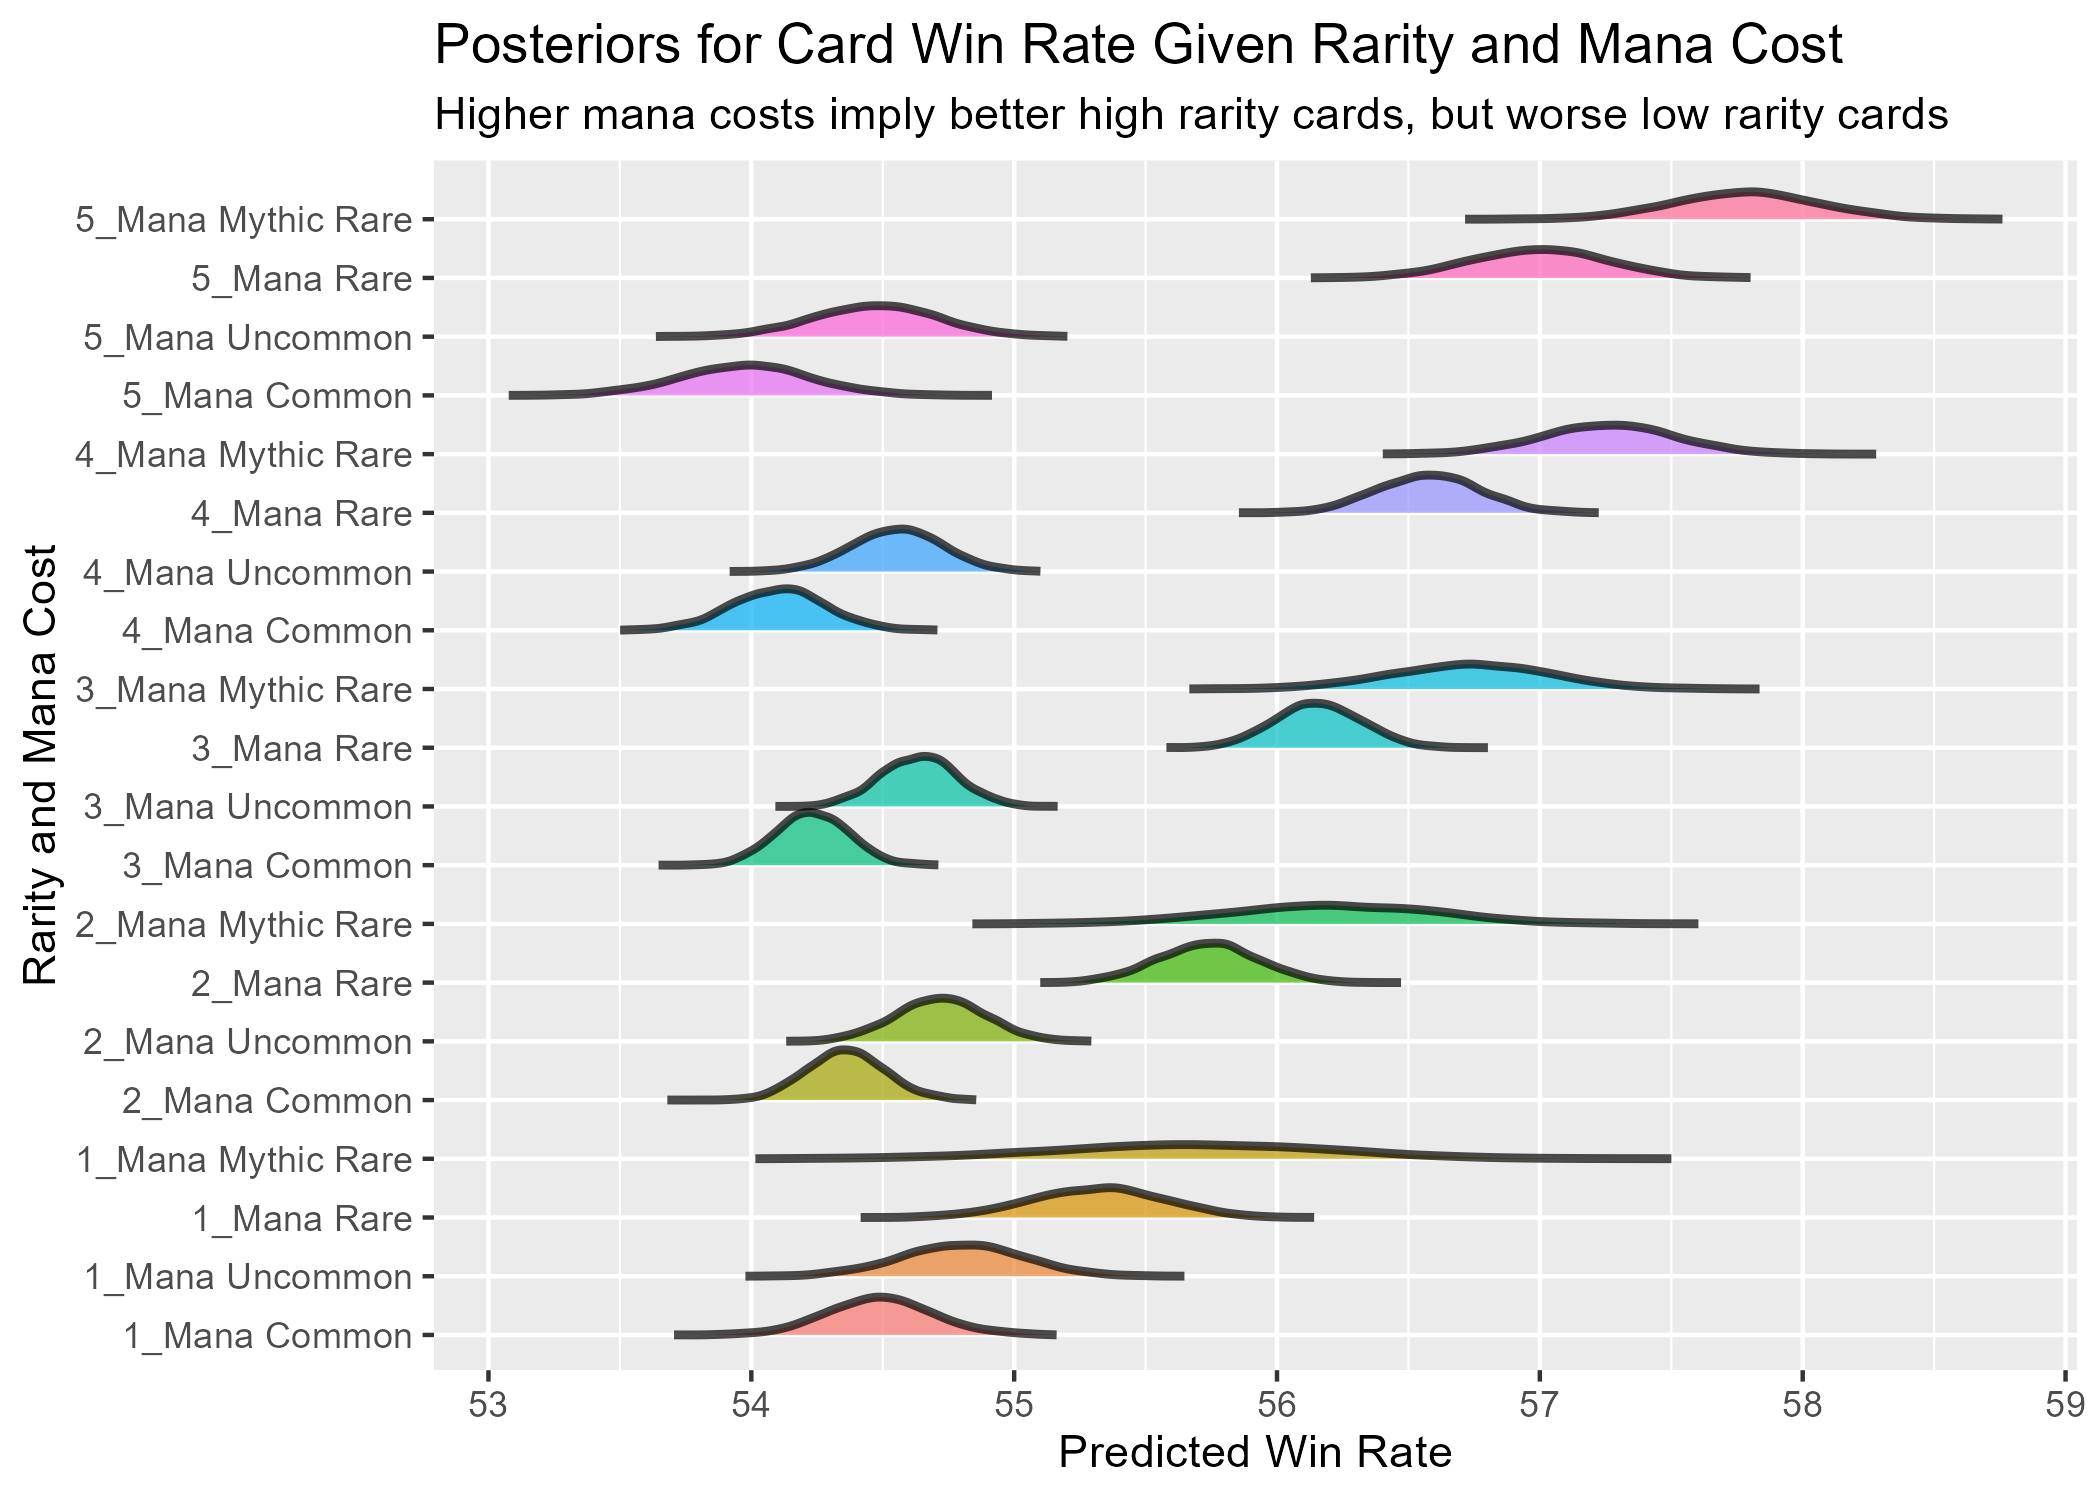 Posteriors for Card Win Rate Given Rarity and Mana Cost
Higher mana costs imply better high rarity cards, but worse low rarity cards
Rarity and Mana Cost
5_Mana Mythic Rare
5_Mana Rare
5_Mana Uncommon
5_Mana Common
4_Mana Mythic Rare
4_Mana Rare
4_Mana Uncommon
4_Mana Common
3_Mana Mythic Rare
3_Mana Rare
3_Mana Uncommon
3_Mana Common
2_Mana Mythic Rare
2_Mana Rare
2_Mana Uncommon
2_Mana Common
1_Mana Mythic Rare
1_Mana Rare
1_Mana Uncommon
1_Mana Common
53 54 55 56 57 58 59
Predicted Win Rate